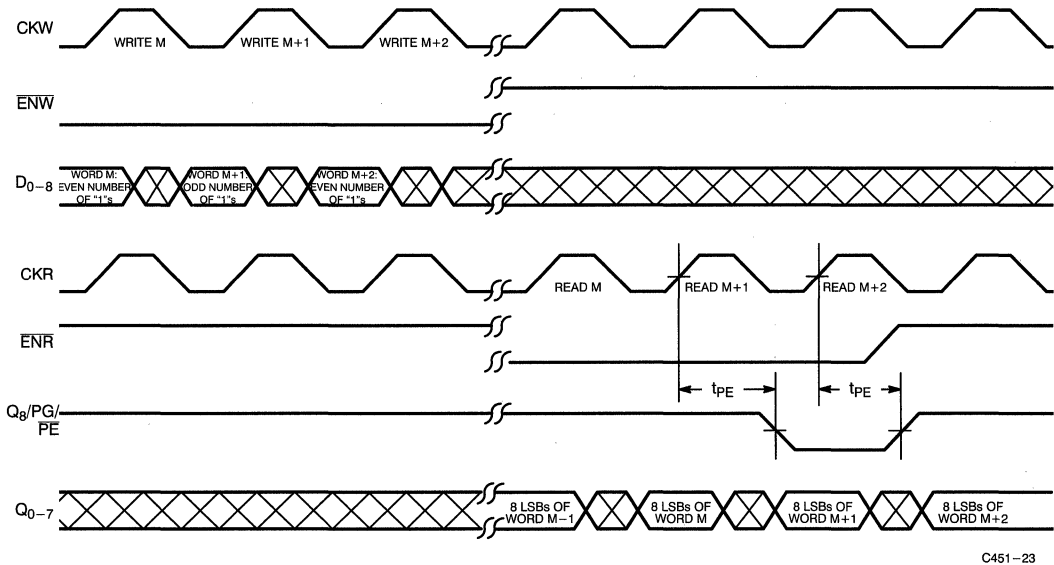 CKW
WRITE M WRITE M+1 WRITE M+2
ENW
D0−8
WORD M:
EVEN NUMBER
OF "1"s
WORD M+1:
ODD NUMBER
OF "1"s
WORD M+2:
EVEN NUMBER
OF "1"s
CKR
READ M READ M+1 READ M+2
ENR
tPE tPE
Q8/PG/
PE
Q0−7
8 LSBs OF
WORD M−1
8 LSBs OF
WORD M
8 LSBs OF
WORD M+1
8 LSBs OF
WORD M+2
C451−23